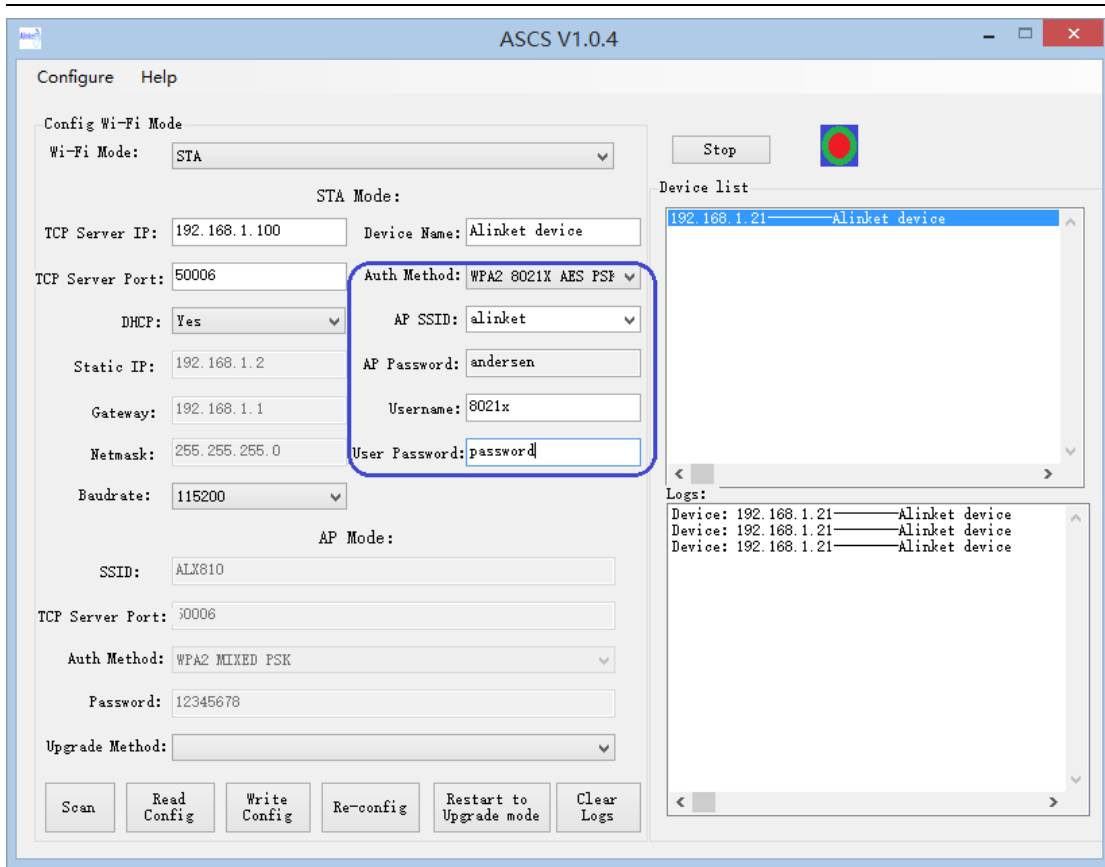 ASCS V1.0.4
Configure Help
Config Wi-Fi Mode
Wi-Fi Mode: STA
STA Mode:
TCP Server IP: 192.168.1.100 Device Name: Alinket device
TCP Server Port: 50006 Auth Method: WPA2 8021X AES PSK
DHCP: Yes AP SSID: alinket
Static IP: 192.168.1.2 AP Password: andersen
Gateway: 192.168.1.1 Username: 8021x
Netmask: 255.255.255.0 User Password: password
Baudrate: 115200
AP Mode:
SSID: ALX810
TCP Server Port: 50006
Auth Method: WPA2 MIXED PSK
Password: 12345678
Upgrade Method:
Scan
Read Config
Write Config
Re-config
Restart to Upgrade mode
Clear Logs
Stop
Device list
192.168.1.21————Alinket device
Logs:
Device: 192.168.1.21————Alinket device
Device: 192.168.1.21————Alinket device
Device: 192.168.1.21————Alinket device